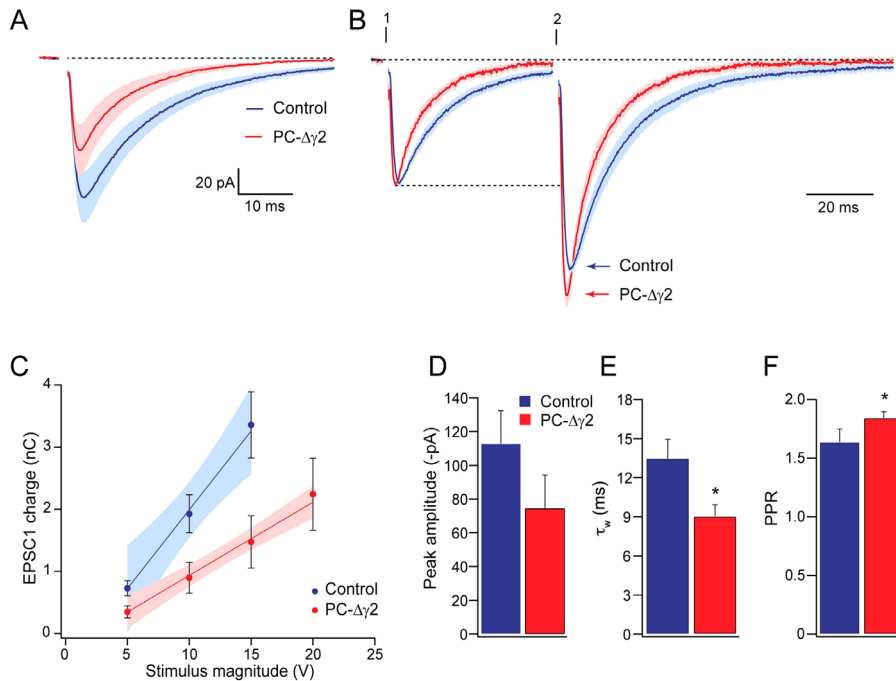 A
B
1
2
Control
PC-Δγ2
20 pA
10 ms
20 ms
Control
PC-Δγ2
C
EPSC1 charge (nC)
4
3
2
1
0
0
5
10
15
20
25
Stimulus magnitude (V)
Control
PC-Δγ2
D
Peak amplitude (-pA)
140
120
100
80
60
40
20
0
Control
PC-Δγ2
E
τw (ms)
18
15
12
9
6
3
0
*
F
PPR
2.0
1.5
1.0
0.5
0
*